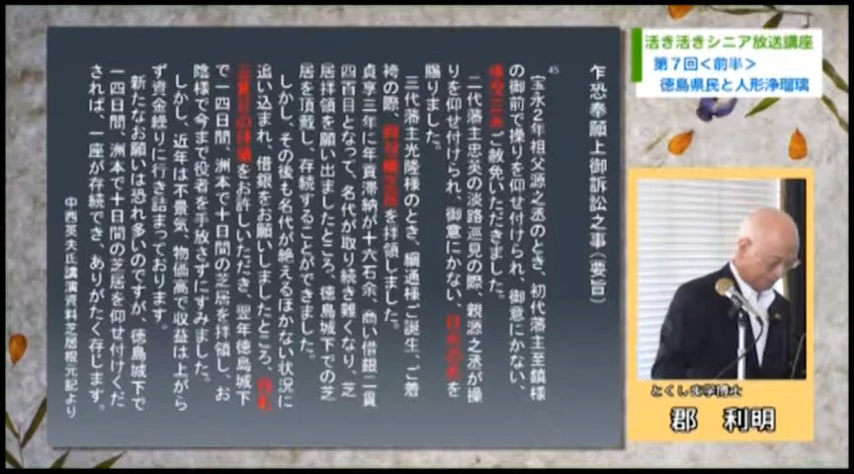 活き活きシニア放送講座
第7回<前半>
徳島県民と人形浄瑠璃
乍恐奉願上御訴訟之事(要旨)
45
宝永2年祖父源之丞のとき、初代藩主至鎮様
の御前で操りを仰せ付けられ、御意にかない、
ご赦免いただきました。
二代藩主忠英の淡路巡見の際、親源之丞が操
りを仰せ付けられ、御意にかない、を
賜りました。
三代藩主光隆様のとき、綱通様ご誕生、ご着
袴の際、を拝領しました。
貞享三年に年貢滞納が十六石余、商い借銀二貫
四百目となって、名代が取り続き難くなり、芝
居拝領を願い出ましたところ、徳島城下での芝
居を頂戴し、存続することができました。
しかし、その後も名代が絶えるほかない状況に
追い込まれ、借銀をお願いしましたところ、
をお許しいただき、翌年徳島城下
で一四日間、洲本で十日間の芝居を拝領し、お
陰様で今まで役者を手放さずにすみました。
しかし、近年は不景気、物価高で収益は上がら
ず資金繰りに行き詰まっております。
新たなお願いは恐れ多いのですが、徳島城下で
一四日間、洲本で十日間の芝居を仰せ付けくだ
されば、一座が存続でき、ありがたく存します。
中西英夫氏講演資料芝居根元記より
とくしま学博士
郡 利明